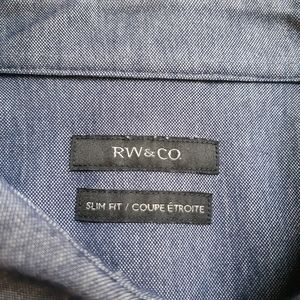 RW&CO.
SLIM FIT / COUPE ÉTROITE